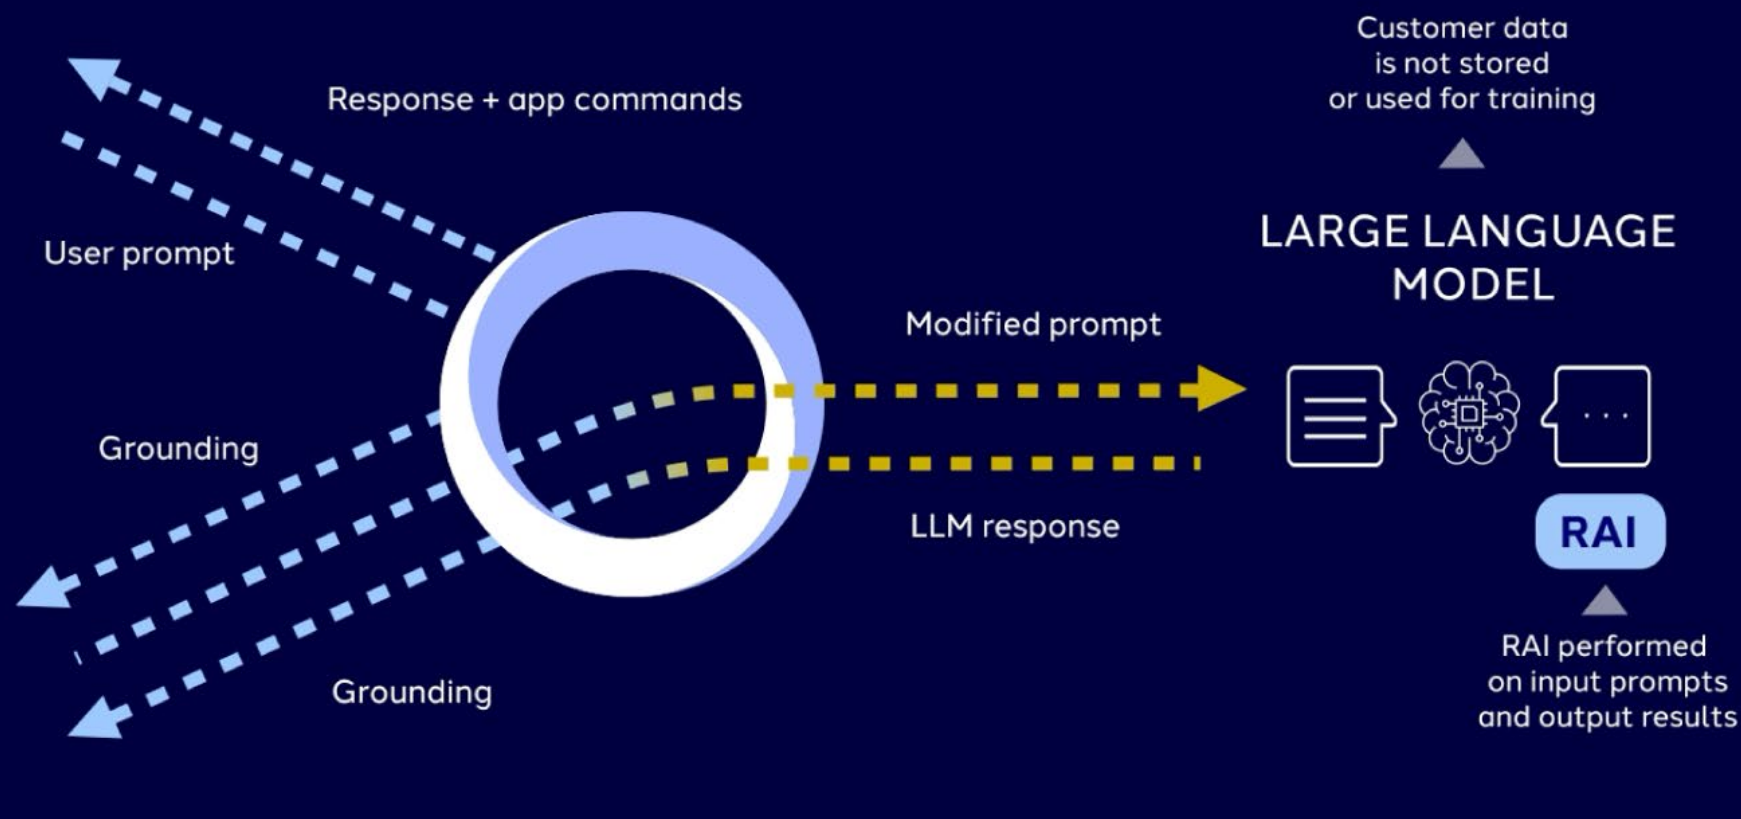 Customer data
is not stored
or used for training
Response + app commands
LARGE LANGUAGE
MODEL
User prompt
Modified prompt
Grounding
LLM response
RAI
RAI performed
on input prompts
and output results
Grounding